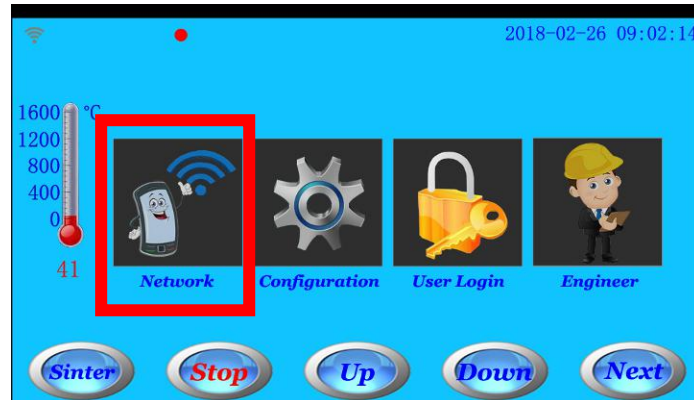 2018-02-26 09:02:14
1600 °C
1200
800
400
0
41
Network Configuration User Login Engineer
Sinter Stop Up Down Next